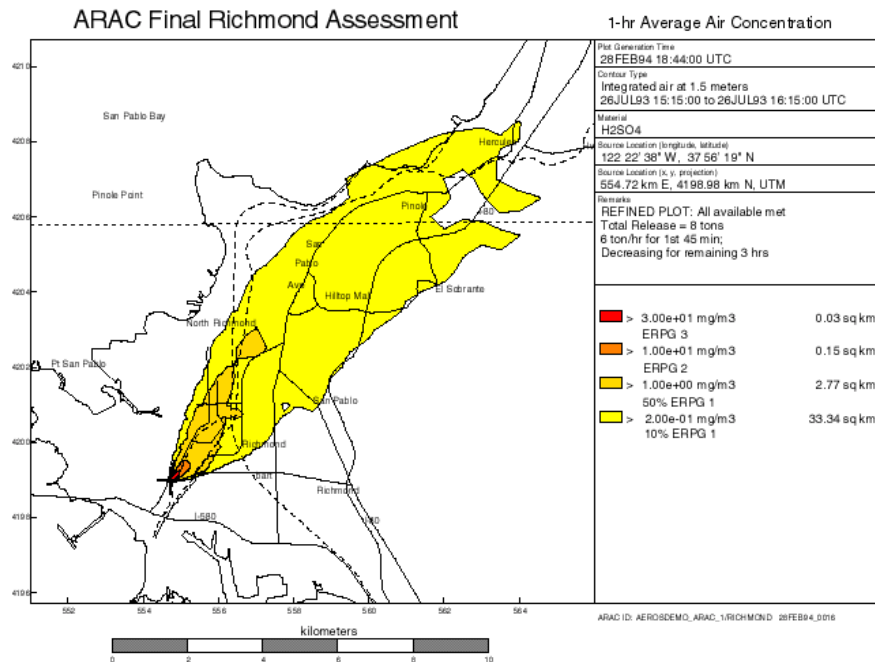 ARAC Final Richmond Assessment
1-hr Average Air Concentration
Plot Generation Time
28FEB94 18:44:00 UTC
Contour Type
Integrated air at 1.5 meters
26JUL93 15:15:00 to 26JUL93 16:15:00 UTC
Material
H2SO4
Source Location (longitude, latitude)
122 22' 38" W, 37 56' 19" N
Source Location (x, y, projection)
554.72 km E, 4198.98 km N, UTM
Remarks
REFINED PLOT: All available met
Total Release = 8 tons
6 ton/hr for 1st 45 min;
Decreasing for remaining 3 hrs
> 3.00e+01 mg/m3 0.03 sq km
ERPG 3
> 1.00e+01 mg/m3 0.15 sq km
ERPG 2
> 1.00e+00 mg/m3 2.77 sq km
50% ERPG 1
> 2.00e-01 mg/m3 33.34 sq km
10% ERPG 1
ARAC ID: AEROSDEMO_ARAC_1/RICHMOND 28FEB94_0016
4210
San Pablo Bay
4208
Hercules
Pinole Point
Pinole
I-80
4206
San
Pablo
Ave
4204
Hilltop Mall
El Sobrante
North Richmond
Pt San Pablo
4202
San Pablo
4200
Richmond
bart
Richmond
4198
I-580
I-80
4196
552
554
556
558
560
562
564
kilometers
0
2
4
6
8
10